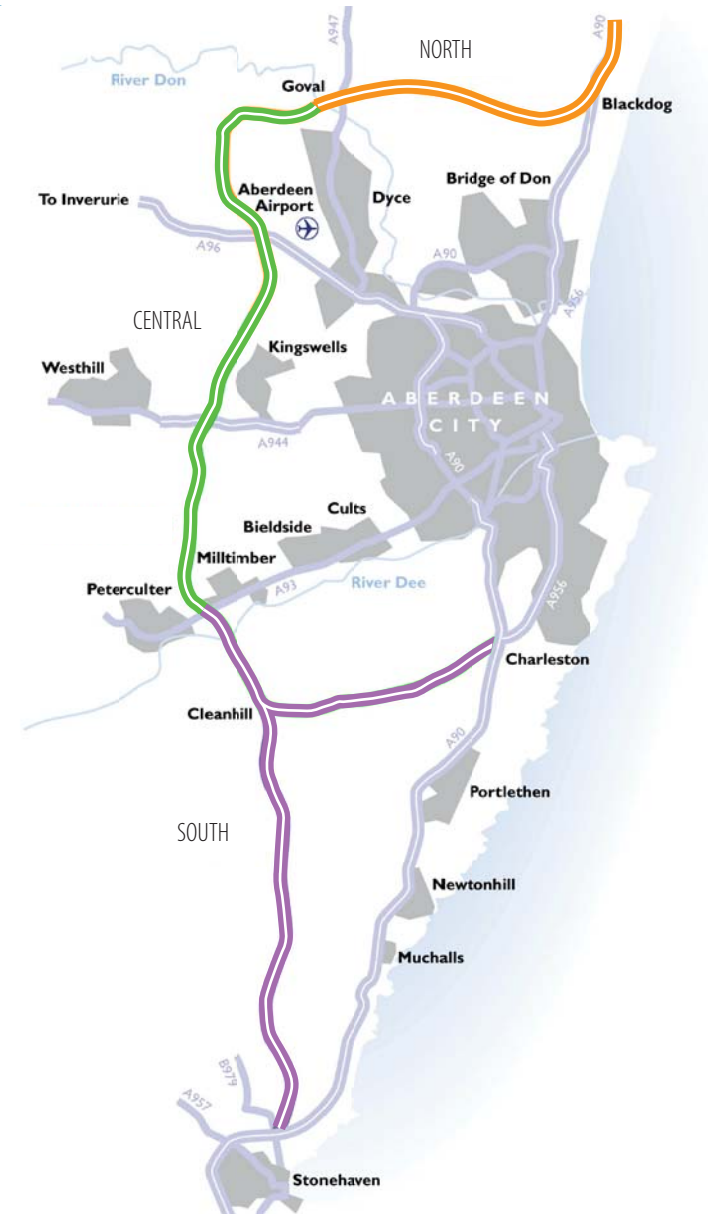 A947
A90
NORTH
River Don
Goval
Blackdog
Bridge of Don
Aberdeen
Airport
Dyce
To Inverurie
A96
A90
A956
CENTRAL
Kingswells
Westhill
ABERDEEN
CITY
A944
A90
Cults
Bieldside
Milltimber
Peterculter
A93
River Dee
A956
Charleston
Cleanhill
A90
Portlethen
SOUTH
Newtonhill
Muchalls
B979
A957
Stonehaven